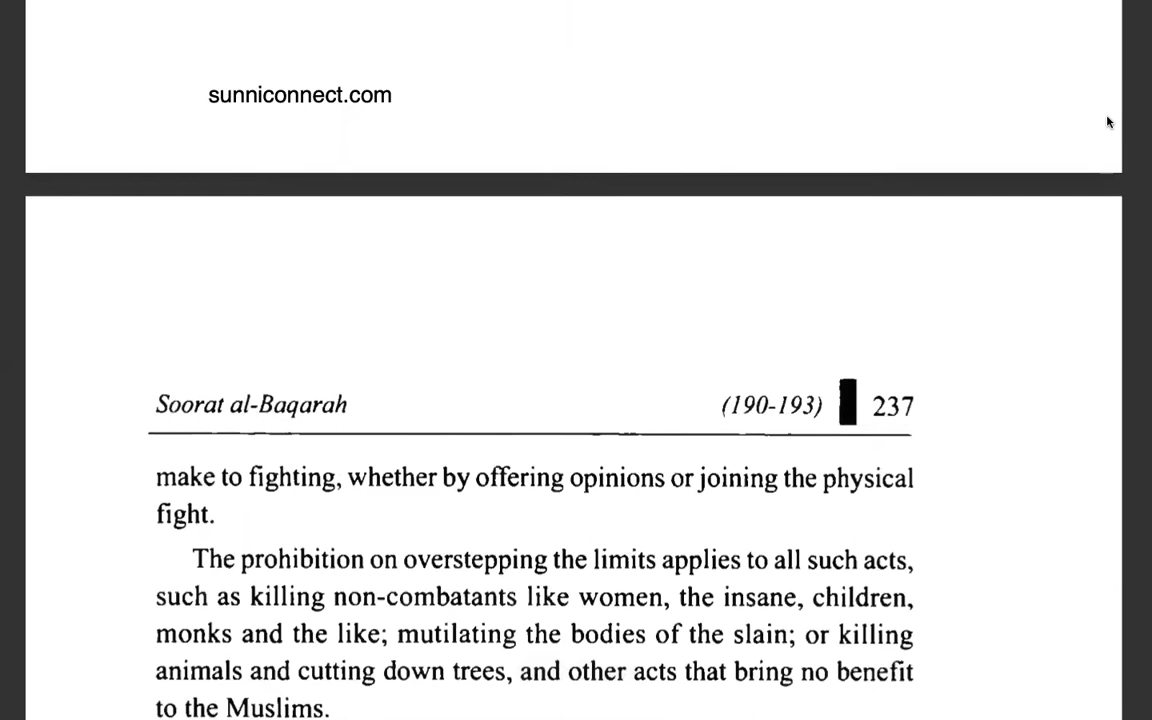 sunniconnect.com
Soorat al-Baqarah (190-193) 237
make to fighting, whether by offering opinions or joining the physical
fight.
The prohibition on overstepping the limits applies to all such acts,
such as killing non-combatants like women, the insane, children,
monks and the like; mutilating the bodies of the slain; or killing
animals and cutting down trees, and other acts that bring no benefit
to the Muslims.